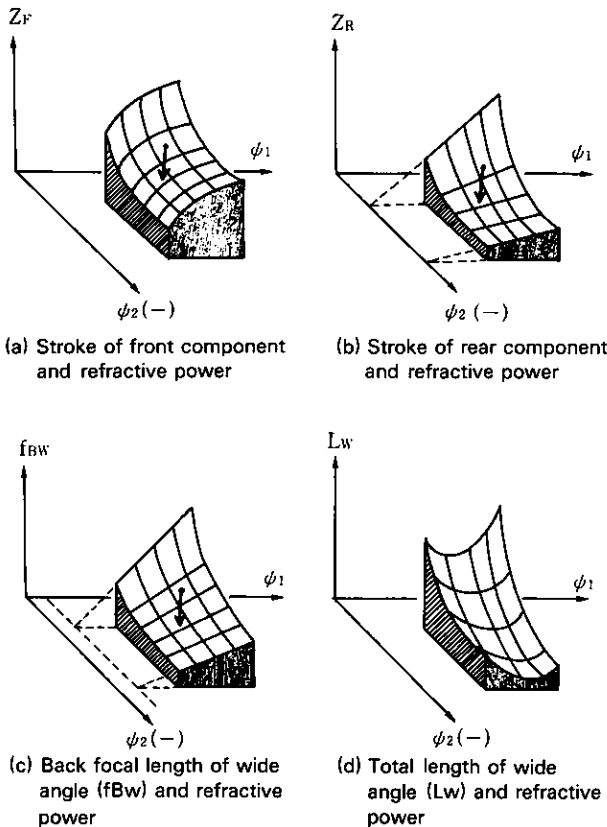 Z_F
ψ1
ψ2(−)
(a) Stroke of front component
and refractive power
Z_R
ψ1
ψ2(−)
(b) Stroke of rear component
and refractive power
fBW
ψ1
ψ2(−)
(c) Back focal length of wide
angle (fBw) and refractive
power
LW
ψ1
ψ2(−)
(d) Total length of wide
angle (Lw) and refractive
power